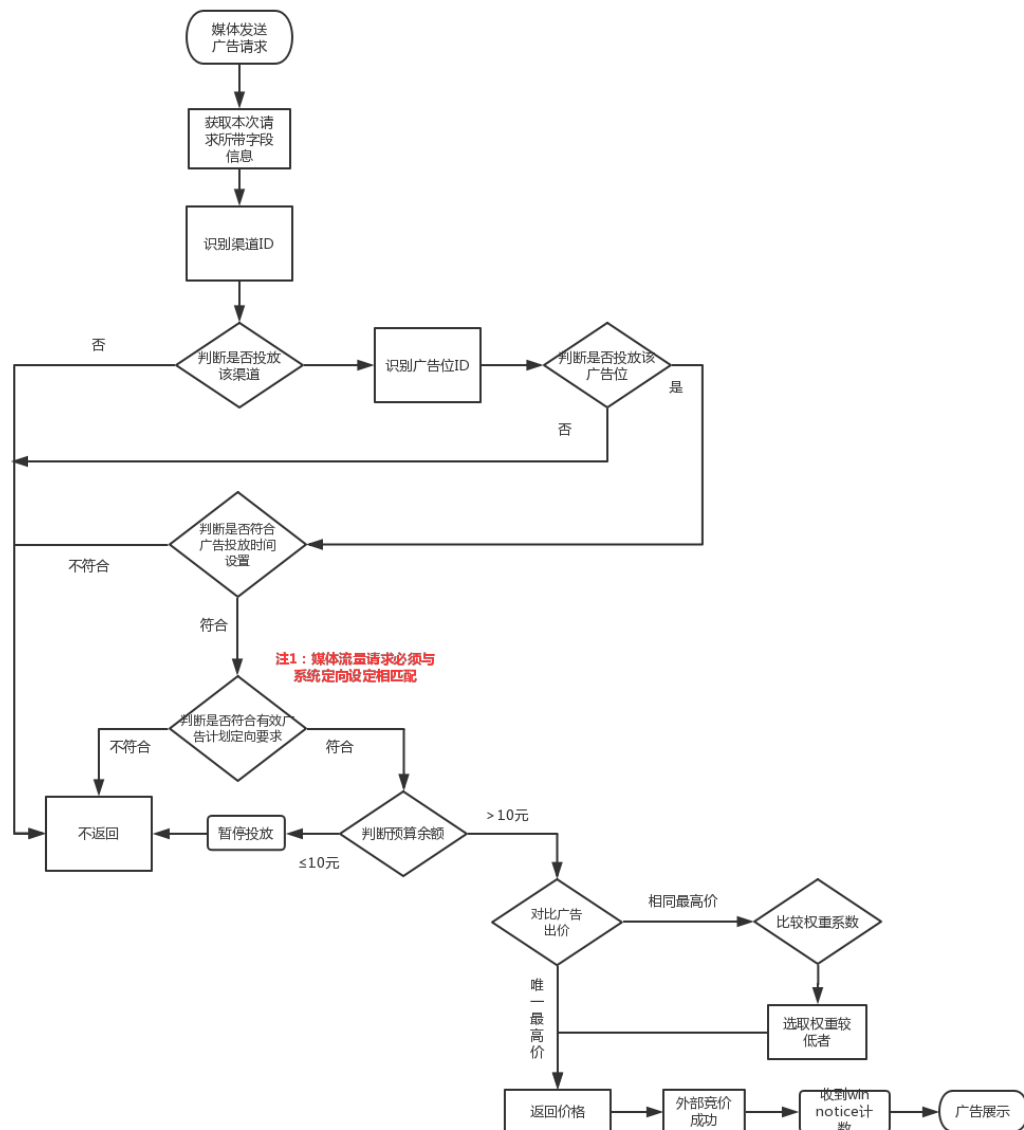 媒体发送
广告请求
获取本次请
求所带字段
信息
识别渠道ID
否
判断是否投放
该渠道
识别广告位ID
判断是否投放该
广告位
是
否
判断是否符合
广告投放时间
设置
不符合
符合
注1：媒体流量请求必须与
系统定向设定相匹配
判断是否符合有效广
告计划定向要求
不符合
符合
>10元
不返回
暂停投放
判断预算余额
≤10元
对比广告
出价
相同最高价
比较权重系数
唯
一
最
高
价
选取权重较
低者
返回价格
外部竞价
成功
收到win
notice计
数
广告展示